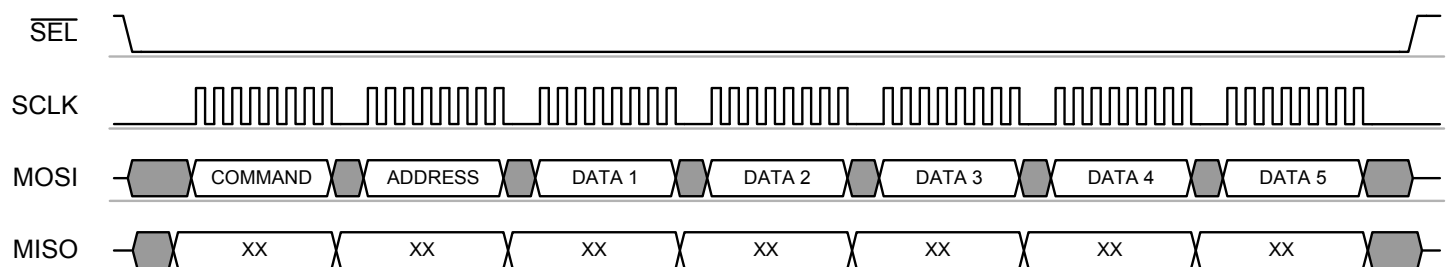 SEL
SCLK
MOSI COMMAND ADDRESS DATA 1 DATA 2 DATA 3 DATA 4 DATA 5
MISO XX XX XX XX XX XX XX